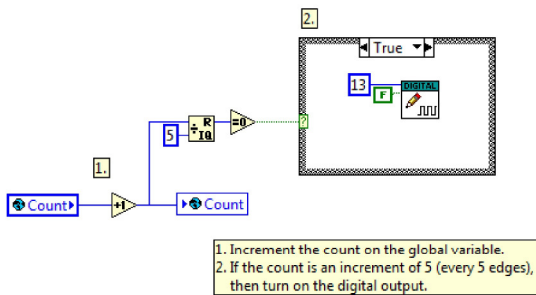 2.
True
13
DIGITAL
F
R
IQ
=0
?
5
1.
Count
+1
Count
1. Increment the count on the global variable.
2. If the count is an increment of 5 (every 5 edges),
then turn on the digital output.